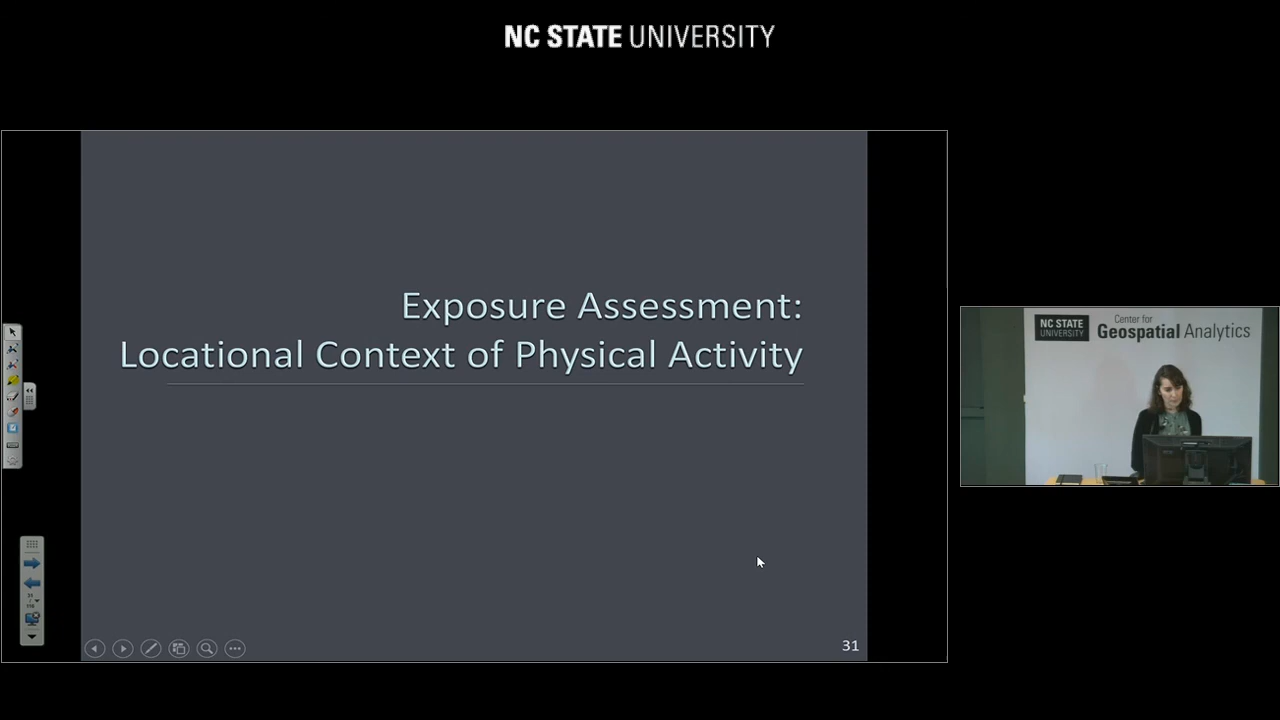 NC STATE UNIVERSITY
Exposure Assessment:
Locational Context of Physical Activity
31
NC STATE
UNIVERSITY
Center for
Geospatial Analytics